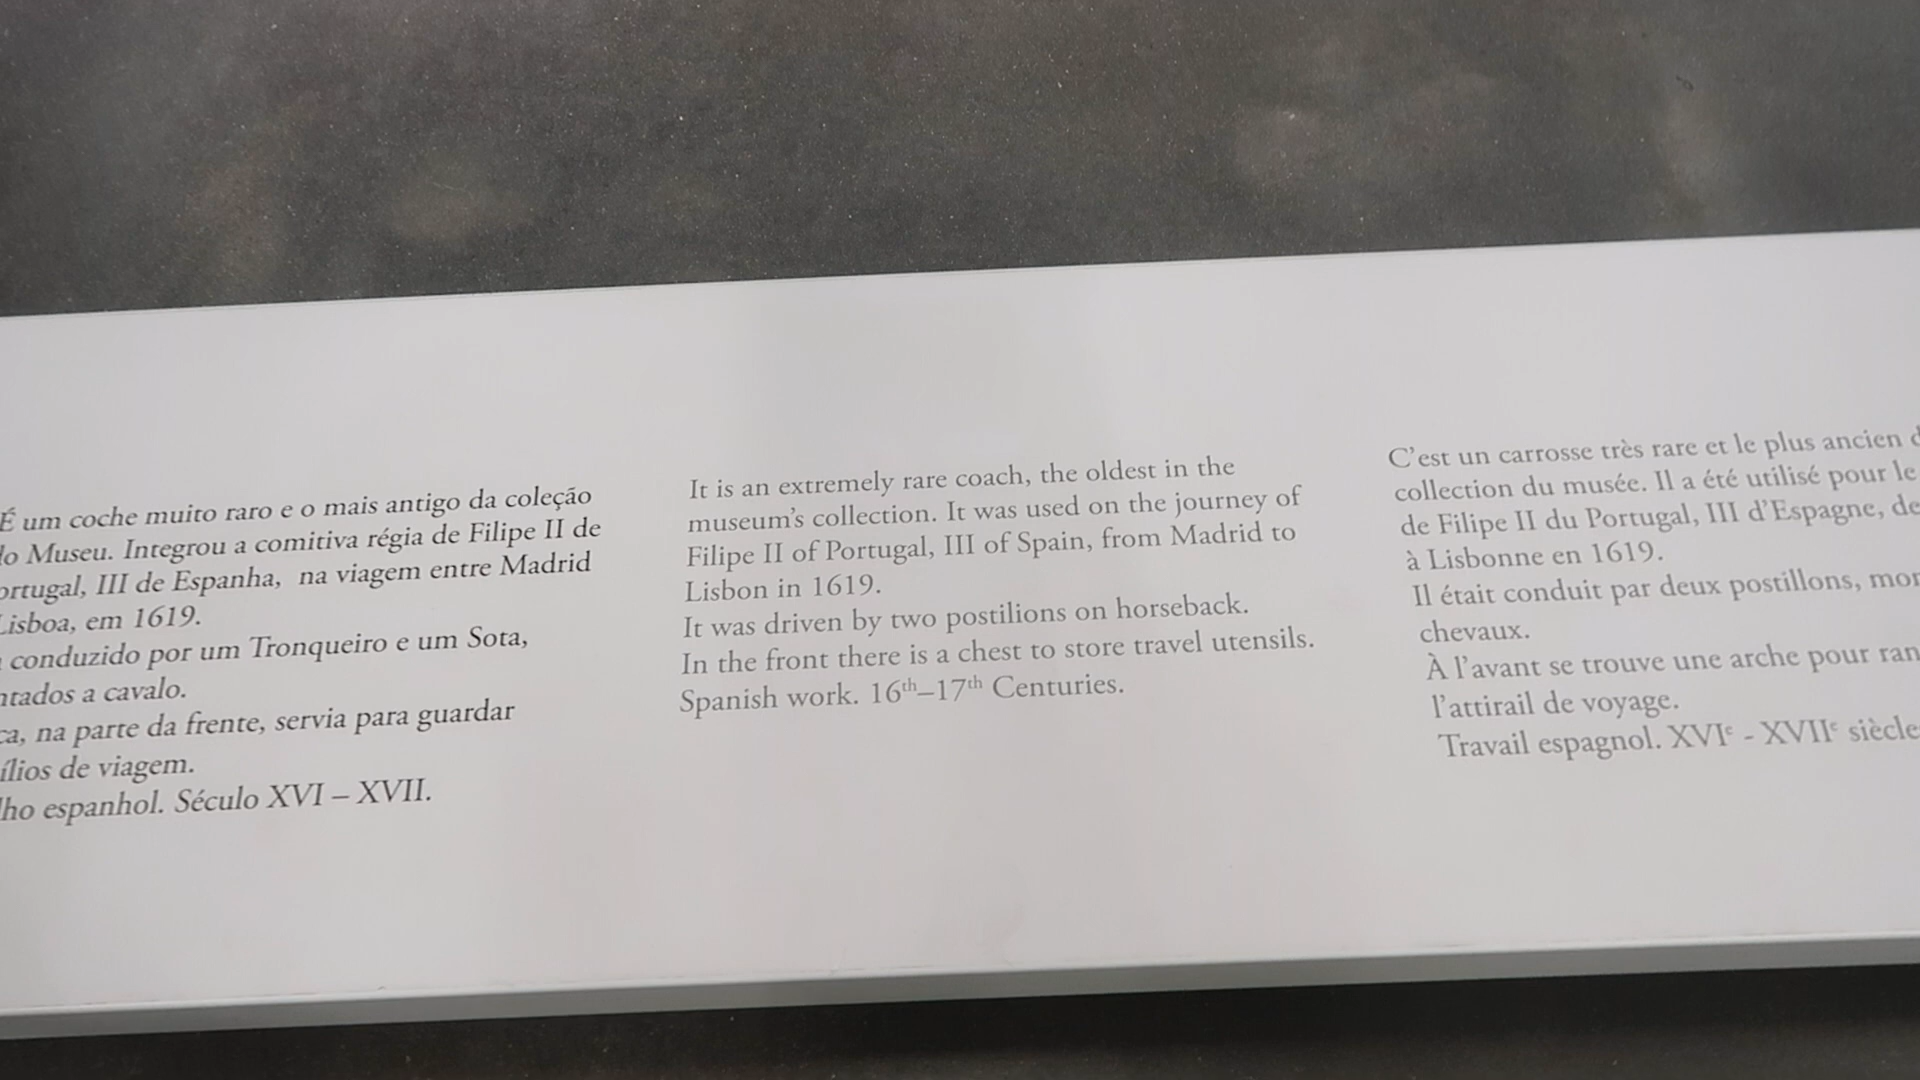 É um coche muito raro e o mais antigo da coleção
do Museu. Integrou a comitiva régia de Filipe II de
Portugal, III de Espanha, na viagem entre Madrid
Lisboa, em 1619.
conduzido por um Tronqueiro e um Sota,
ntados a cavalo.
ca, na parte da frente, servia para guardar
ílios de viagem.
lho espanhol. Século XVI – XVII.
It is an extremely rare coach, the oldest in the
museum's collection. It was used on the journey of
Filipe II of Portugal, III of Spain, from Madrid to
Lisbon in 1619.
It was driven by two postilions on horseback.
In the front there is a chest to store travel utensils.
Spanish work. 16th–17th Centuries.
C'est un carrosse très rare et le plus ancien
collection du musée. Il a été utilisé pour le
de Filipe II du Portugal, III d'Espagne, de
à Lisbonne en 1619.
Il était conduit par deux postillons, mon
chevaux.
À l'avant se trouve une arche pour ran
l'attirail de voyage.
Travail espagnol. XVIe - XVIIe siècle